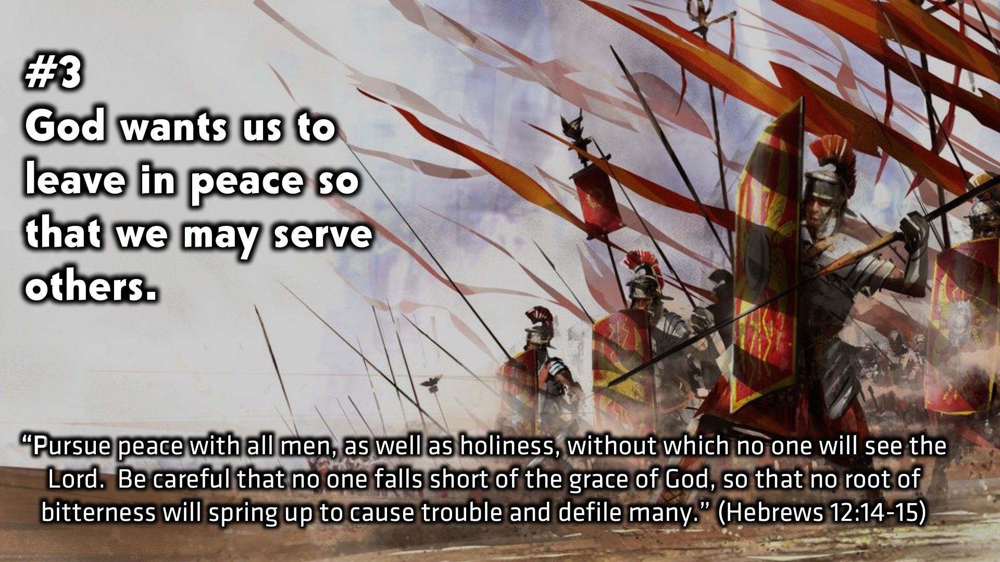 #3
God wants us to
leave in peace so
that we may serve
others.
“Pursue peace with all men, as well as holiness, without which no one will see the
Lord.  Be careful that no one falls short of the grace of God, so that no root of
bitterness will spring up to cause trouble and defile many.” (Hebrews 12:14-15)